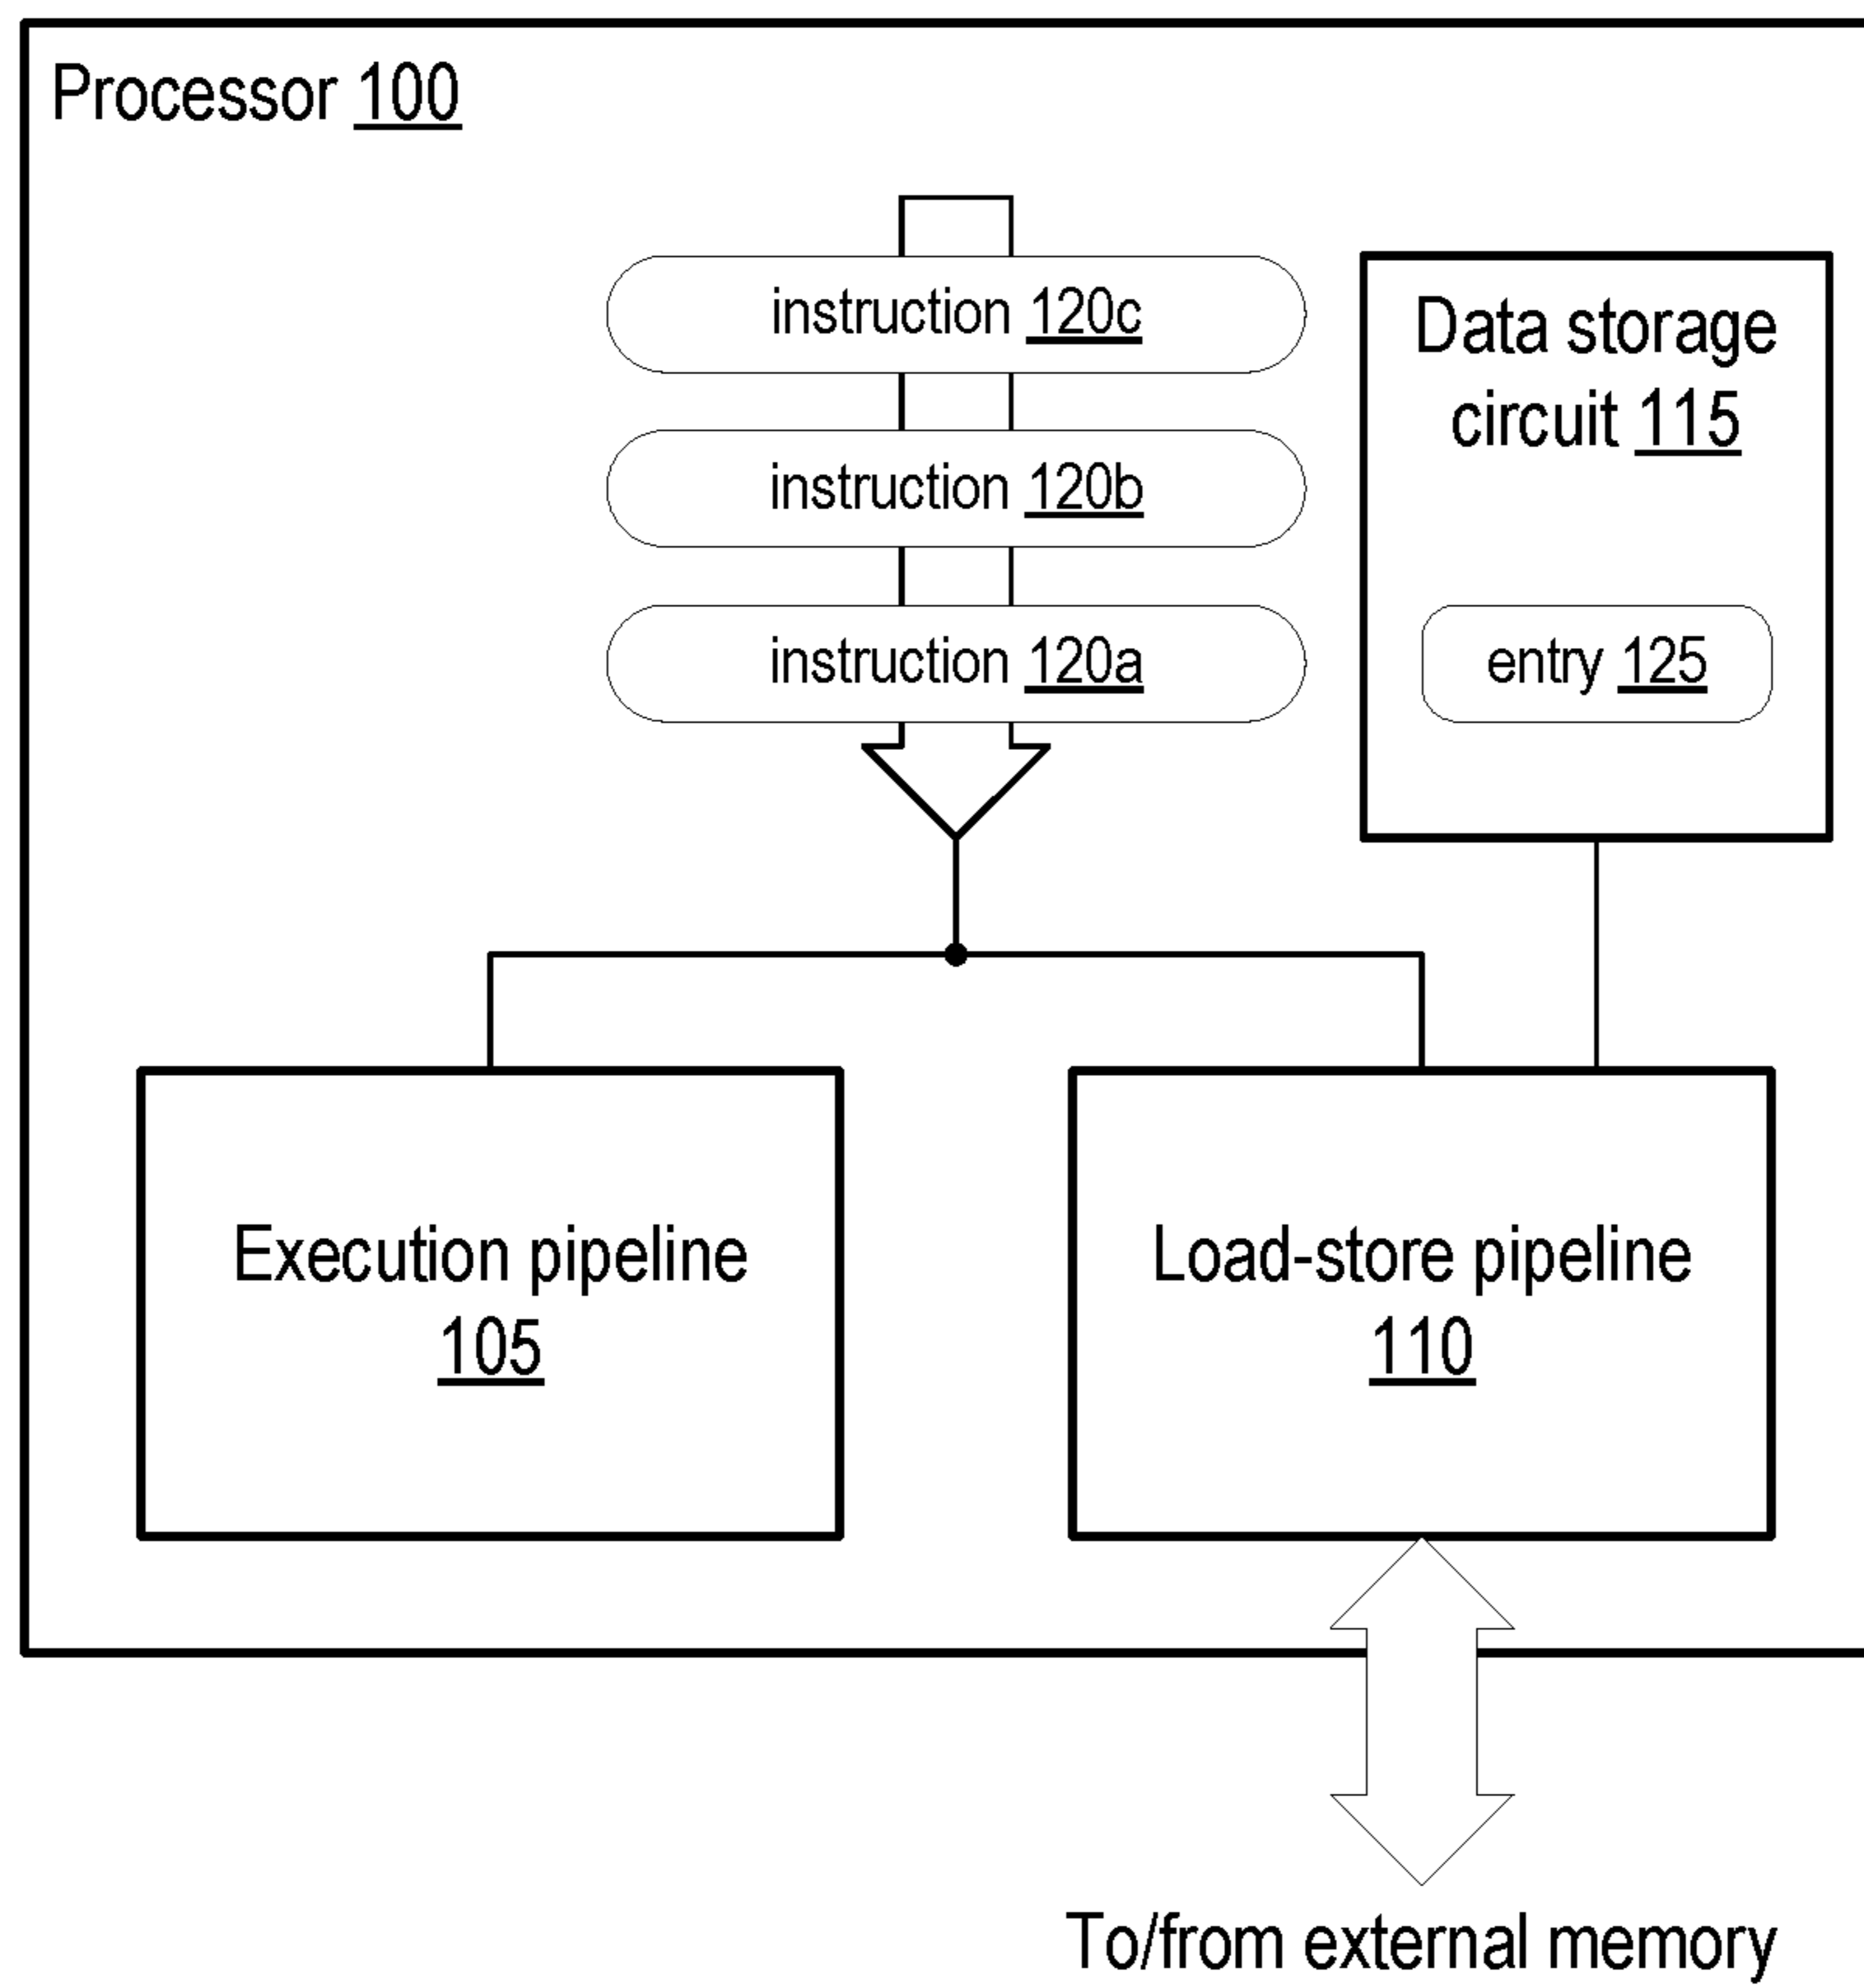 Processor 100
instruction 120c
instruction 120b
instruction 120a
Data storage
circuit 115
entry 125
Execution pipeline
105
Load-store pipeline
110
To/from external memory